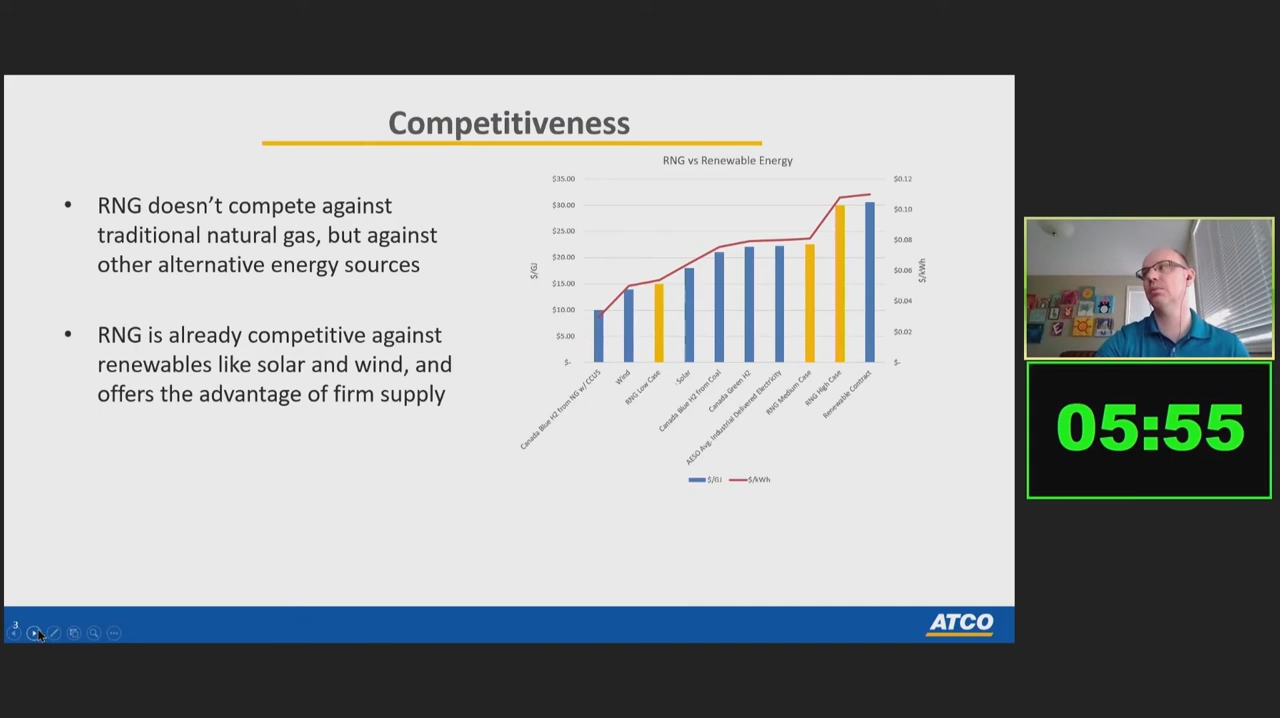 Competitiveness
• RNG doesn’t compete against
traditional natural gas, but against
other alternative energy sources
• RNG is already competitive against
renewables like solar and wind, and
offers the advantage of firm supply
RNG vs Renewable Energy
$35.00
$30.00
$25.00
$20.00
$15.00
$10.00
$5.00
$-
$/GJ
$0.12
$0.10
$0.08
$0.06
$0.04
$0.02
$-
$/kWh
Canada Blue H2 from NG w/ CCUS
Wind
RNG Low Case
Solar
Canada Blue H2 from Coal
Canada Green H2
AESO Avg. Industrial Delivered Electricity
RNG Medium Case
RNG High Case
Renewable Contract
$/GJ
$/kWh
3
ATCO
05:55